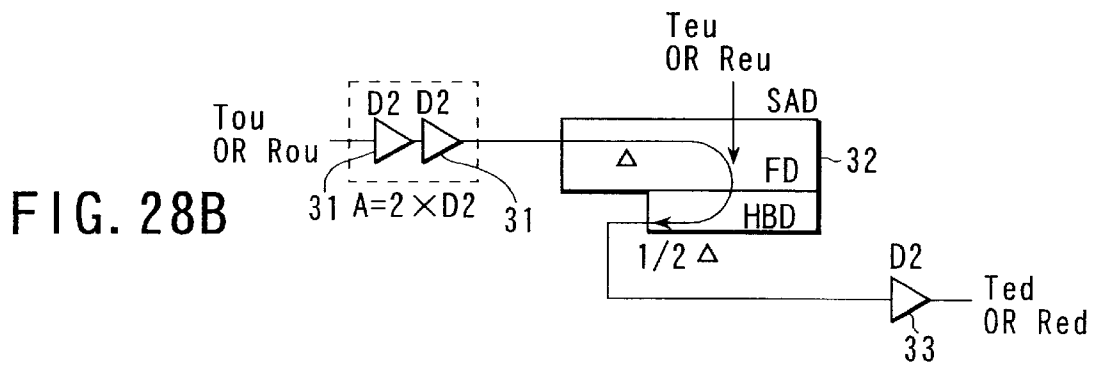 Teu
OR Reu
D2 D2
SAD
Tou
OR Rou
△
FD
32
31
A=2×D2
31
HBD
FIG. 28B
1/2 △
D2
Ted
OR Red
33